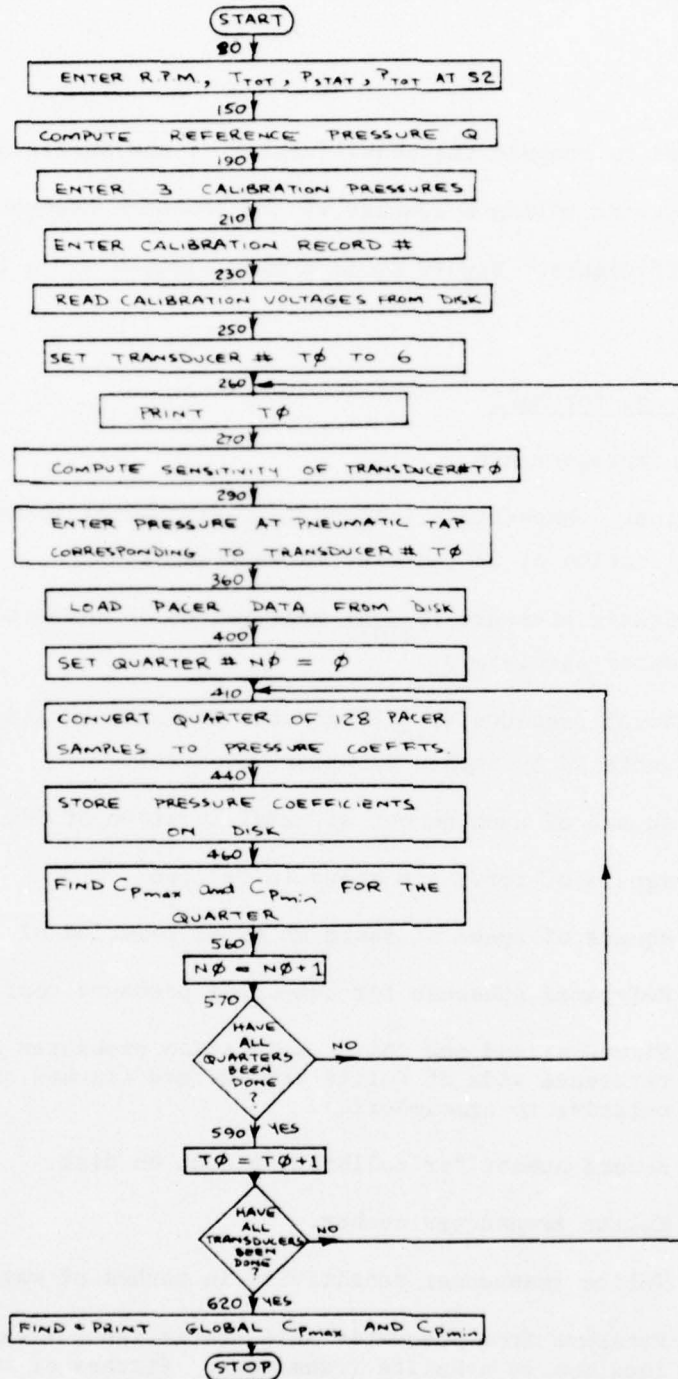 START
80
ENTER R.P.M., TTOT, PSTAT, PTOT AT S2
150
COMPUTE REFERENCE PRESSURE Q
190
ENTER 3 CALIBRATION PRESSURES
210
ENTER CALIBRATION RECORD #
230
READ CALIBRATION VOLTAGES FROM DISK
250
SET TRANSDUCER # TØ TO 6
260
PRINT TØ
270
COMPUTE SENSITIVITY OF TRANSDUCER#TØ
290
ENTER PRESSURE AT PNEUMATIC TAP
CORRESPONDING TO TRANSDUCER # TØ
360
LOAD PACER DATA FROM DISK
400
SET QUARTER # NØ = Ø
410
CONVERT QUARTER OF 128 PACER
SAMPLES TO PRESSURE COEFFTS.
440
STORE PRESSURE COEFFICIENTS
ON DISK
460
FIND Cpmax and Cpmin FOR THE
QUARTER
560
NØ = NØ+1
570
HAVE
ALL
QUARTERS
BEEN
DONE
?
NO
590 YES
TØ = TØ+1
HAVE
ALL
TRANSDUCERS
BEEN
DONE
?
NO
620 YES
FIND + PRINT GLOBAL Cpmax AND Cpmin
STOP